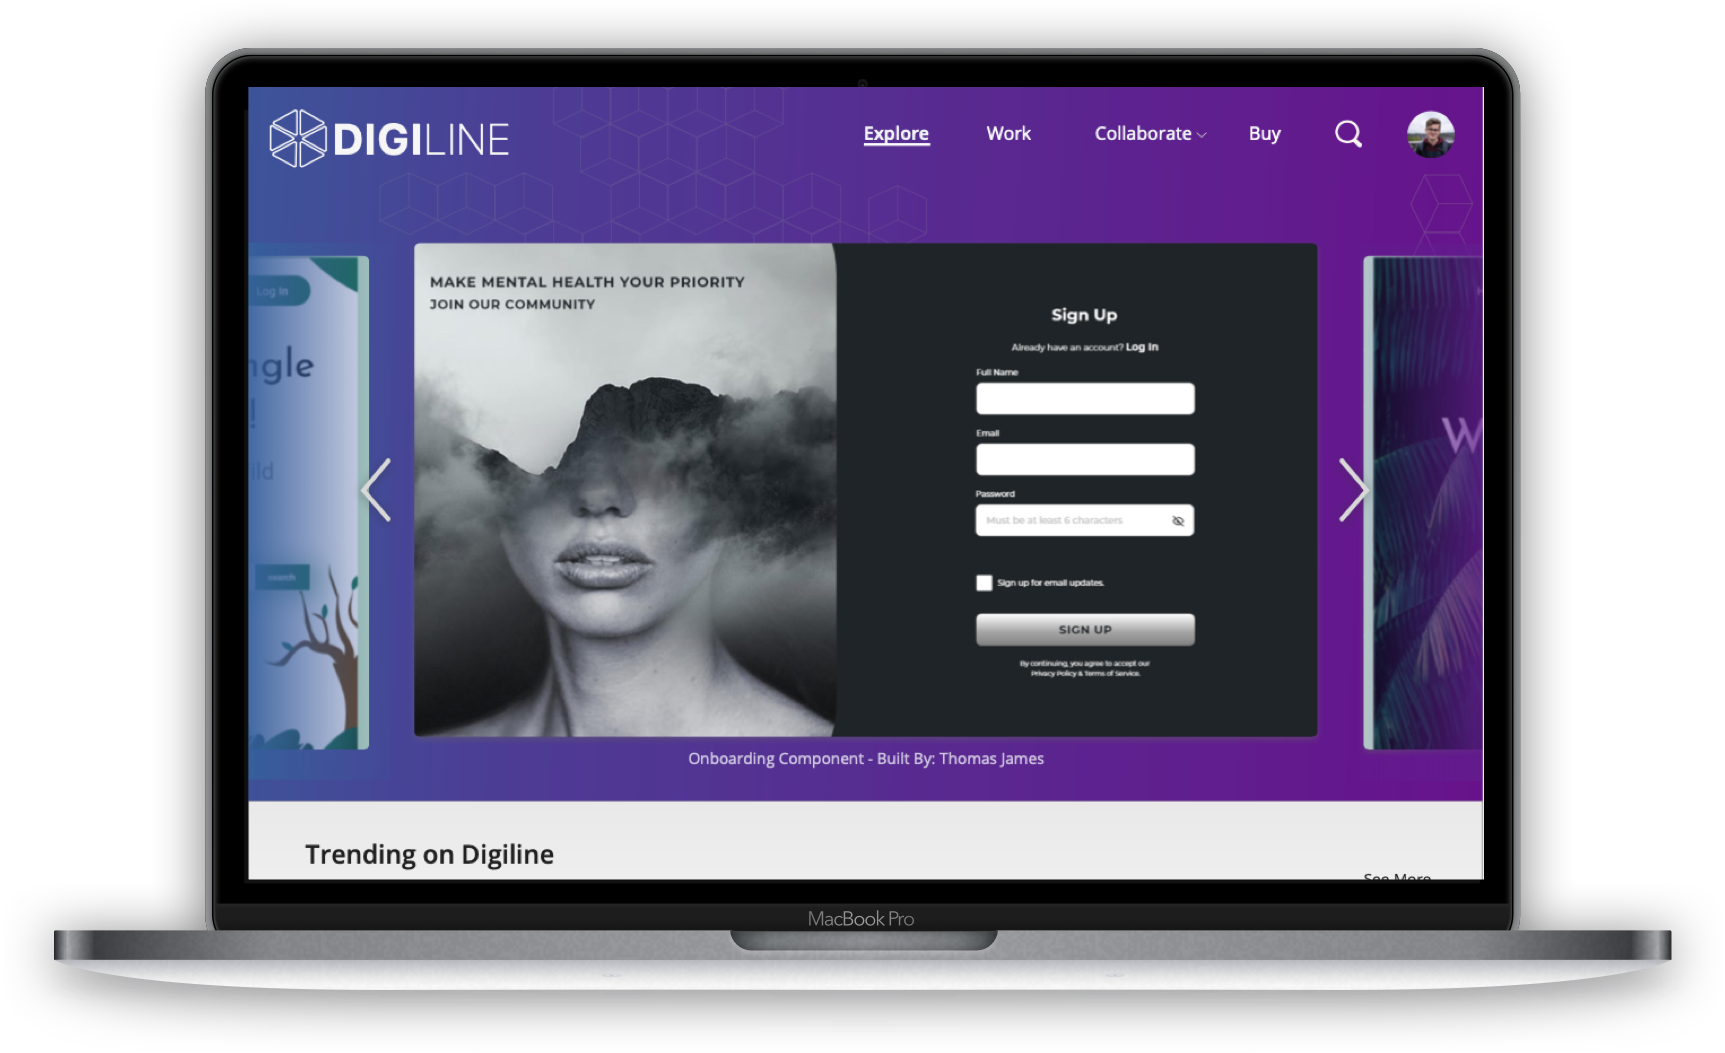 DIGILINE
Explore
Work
Collaborate
Buy
Log In
ngle
!
ild
search
MAKE MENTAL HEALTH YOUR PRIORITY
JOIN OUR COMMUNITY
Sign Up
Already have an account? Log In
Full Name
Email
Password
Must be at least 6 characters
Sign up for email updates.
SIGN UP
By continuing, you agree to accept our
Privacy Policy & Terms of Service.
W
Onboarding Component - Built By: Thomas James
Trending on Digiline
See More
MacBook Pro